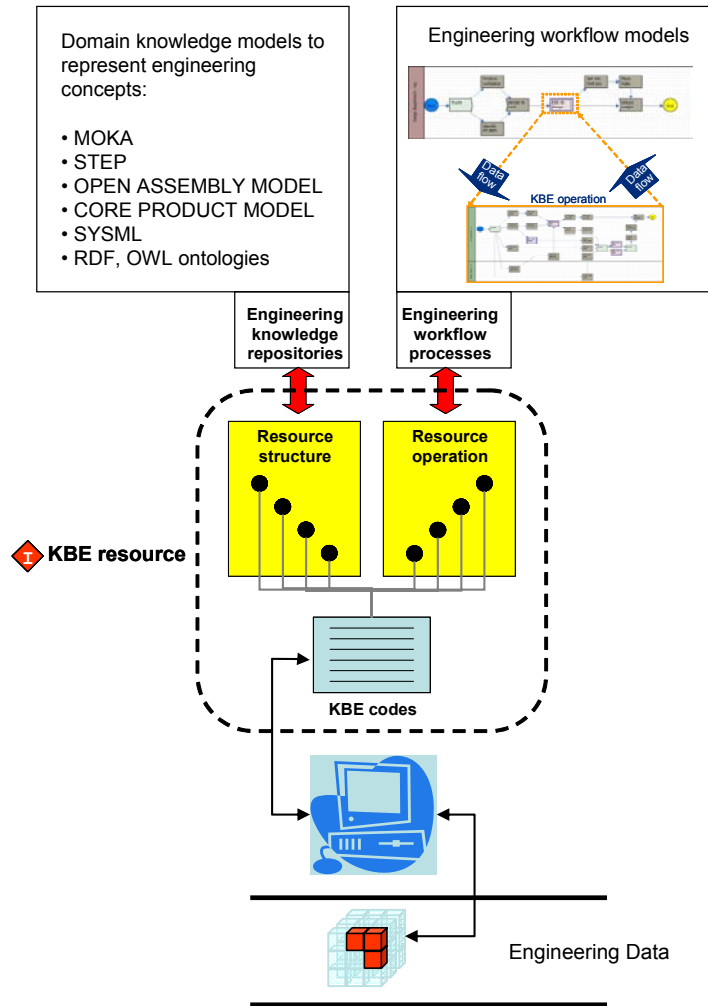 Domain knowledge models to
represent engineering
concepts:
• MOKA
• STEP
• OPEN ASSEMBLY MODEL
• CORE PRODUCT MODEL
• SYSML
• RDF, OWL ontologies
Engineering workflow models
Data
flow
Data
flow
KBE operation
Engineering
knowledge
repositories
Engineering
workflow
processes
Resource
structure
Resource
operation
I KBE resource
KBE codes
Engineering Data